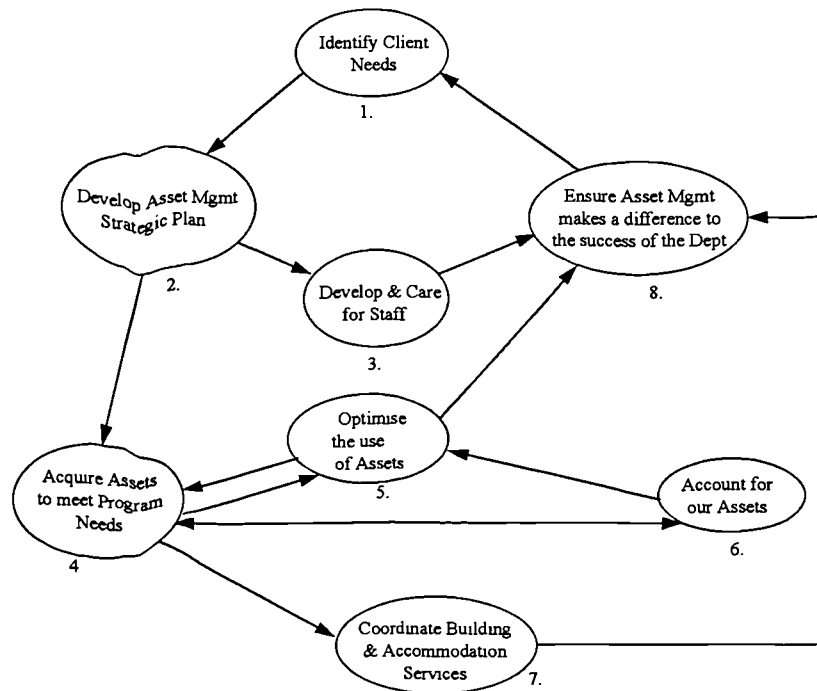 Identify Client
Needs
1.
Develop Asset Mgmt
Strategic Plan
2.
Develop & Care
for Staff
3.
Ensure Asset Mgmt
makes a difference to
the success of the Dept
8.
Optimise
the use
of Assets
5.
Acquire Assets
to meet Program
Needs
4
Account for
our Assets
6.
Coordinate Building
& Accommodation
Services
7.